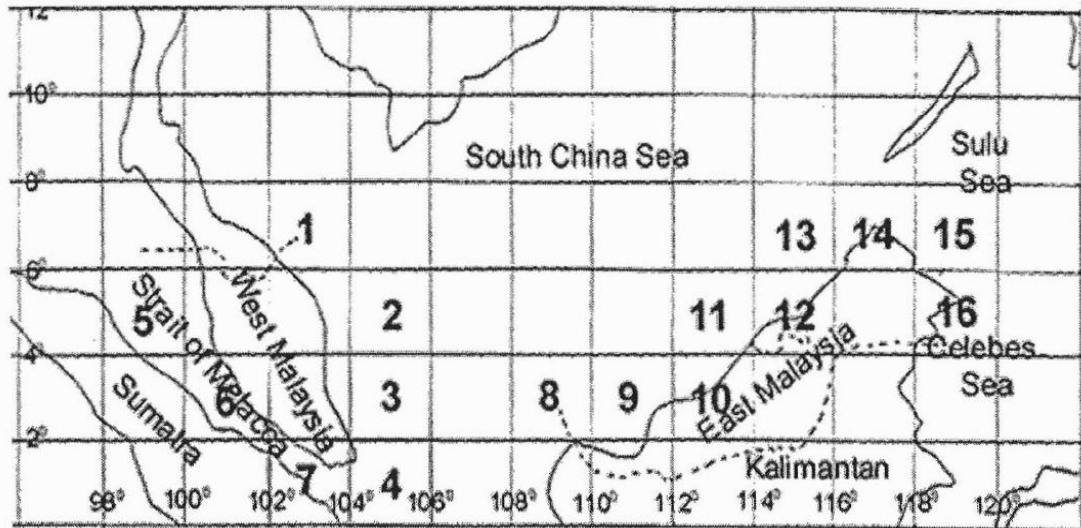 12°
10°
South China Sea
Sulu
Sea
8°
1
13
14
15
6°
West Malaysia
Strait of Melacca
5
2
11
12
16
4°
Celebes
Sea
East Malaysia
Sumatra
6
3
8
9
10
2°
7
4
Kalimantan
98° 100° 102° 104° 106° 108° 110° 112° 114° 116° 118° 120°